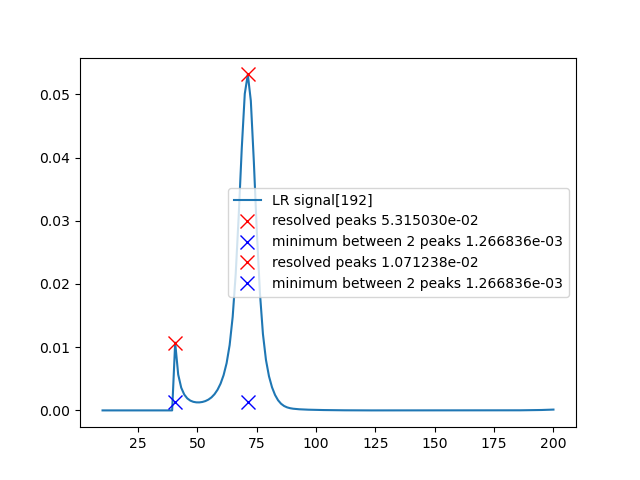 0.05
0.04
LR signal[192]
resolved peaks 5.315030e-02
0.03
minimum between 2 peaks 1.266836e-03
resolved peaks 1.071238e-02
0.02
minimum between 2 peaks 1.266836e-03
0.01
0.00
25 50 75 100 125 150 175 200